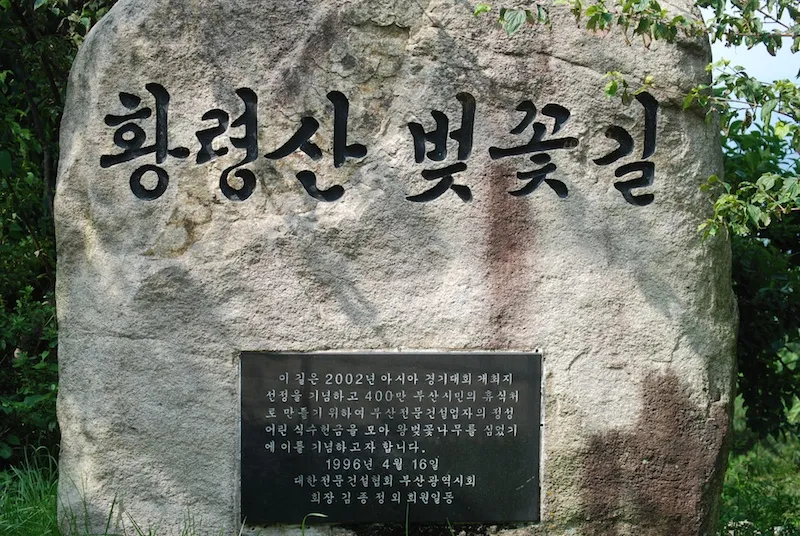 황령산 벚꽃길
이 길은 2002년 아시아 경기대회 개최지
선정을 기념하고 400만 부산시민의 휴식처
로 만들기 위하여 부산전문건설업자의 정성
어린 식수헌금을 모아 왕벚꽃나무를 심었기
에 이를 기념하고자 합니다.
1996년 4월 16일
대한전문건설협회 부산광역시회
회장 김종정 외 회원일동